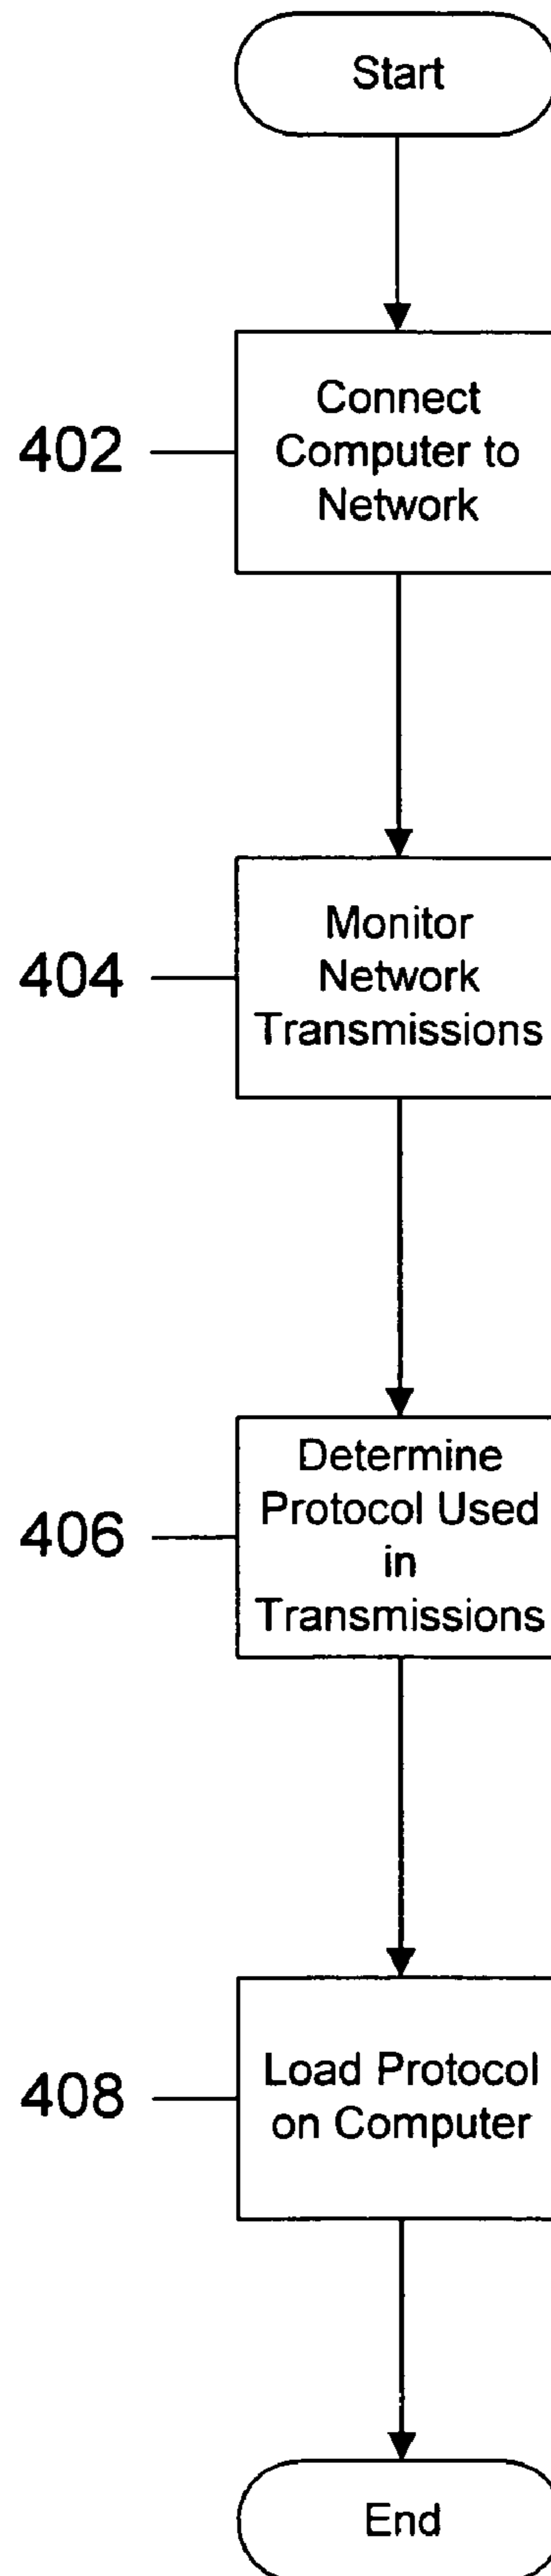 Start
402
Connect
Computer to
Network
404
Monitor
Network
Transmissions
406
Determine
Protocol Used
in
Transmissions
408
Load Protocol
on Computer
End